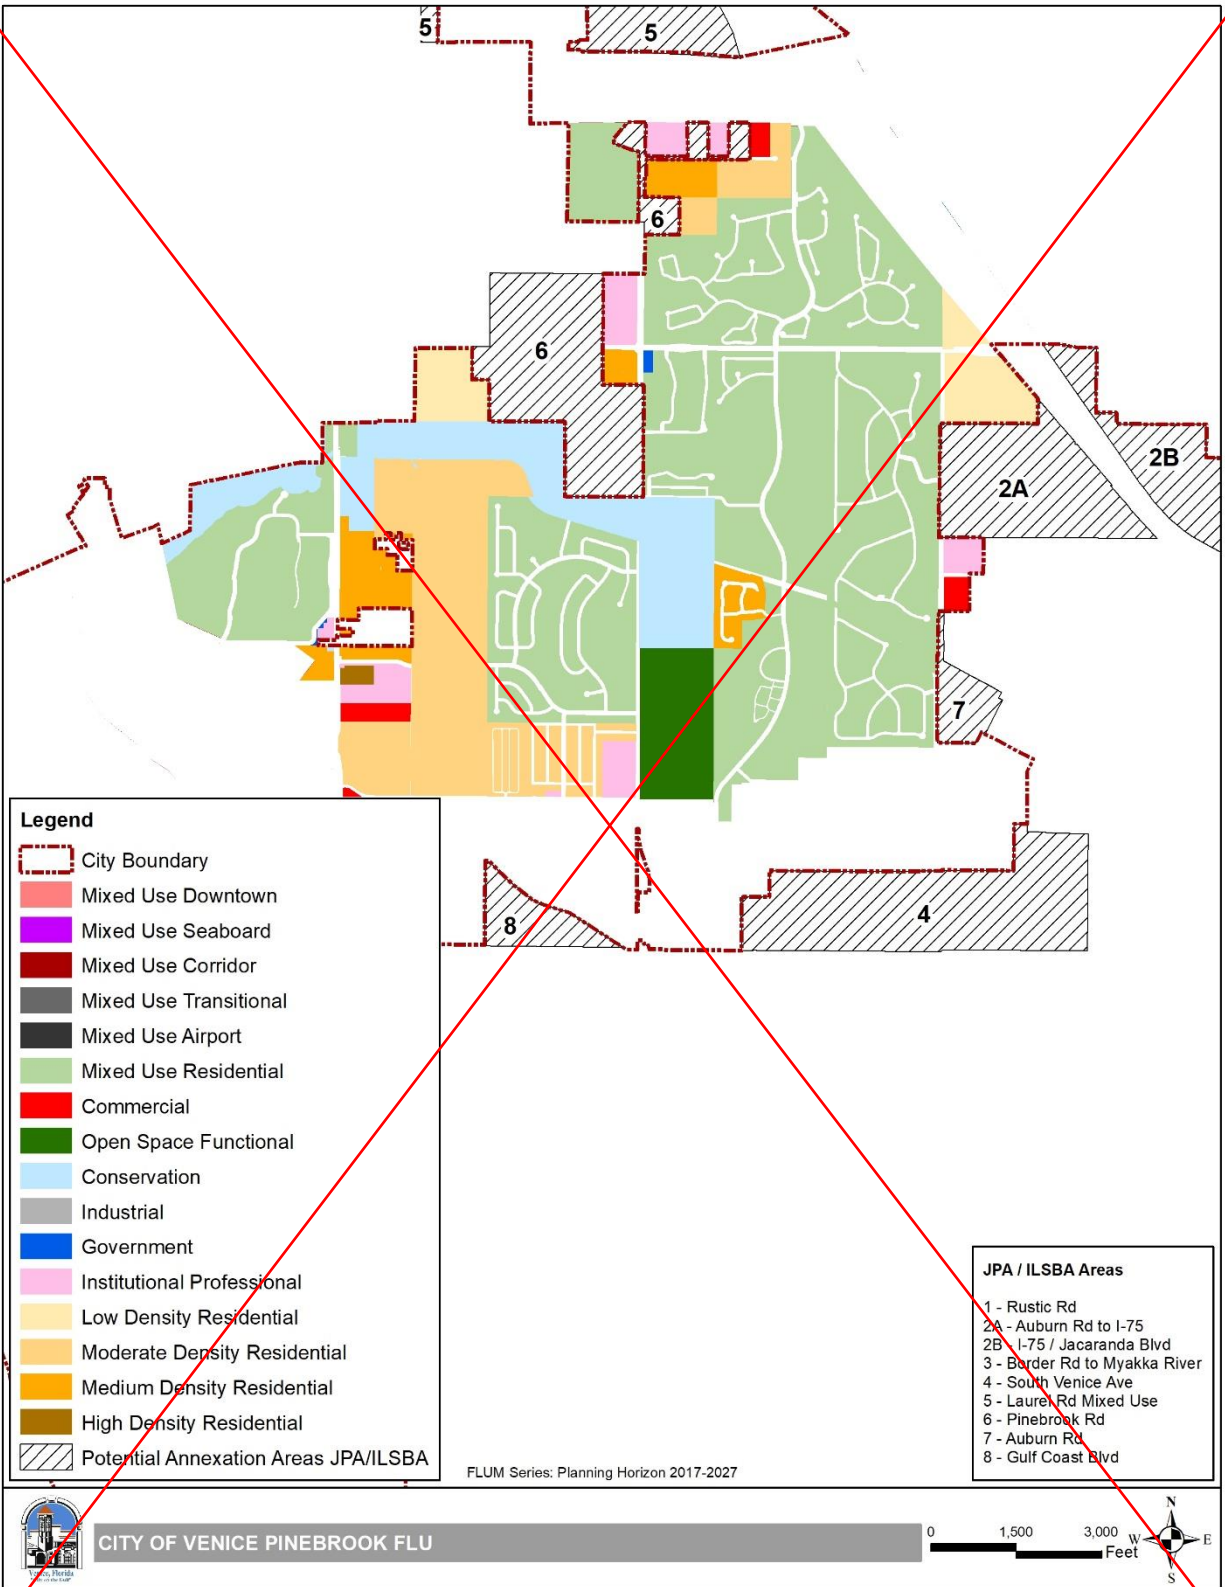 5
5
6
6
2B
2A
7
4
8
Legend
City Boundary
Mixed Use Downtown
Mixed Use Seaboard
Mixed Use Corridor
Mixed Use Transitional
Mixed Use Airport
Mixed Use Residential
Commercial
Open Space Functional
Conservation
Industrial
Government
Institutional Professional
Low Density Residential
Moderate Density Residential
Medium Density Residential
High Density Residential
Potential Annexation Areas JPA/ILSBA
FLUM Series: Planning Horizon 2017-2027
JPA / ILSBA Areas
1 - Rustic Rd
2A - Auburn Rd to I-75
2B - I-75 / Jacaranda Blvd
3 - Border Rd to Myakka River
4 - South Venice Ave
5 - Laurel Rd Mixed Use
6 - Pinebrook Rd
7 - Auburn Rd
8 - Gulf Coast Blvd
Venice, Florida
CITY OF VENICE PINEBROOK FLU
0 1,500 3,000
Feet
N
W E
S